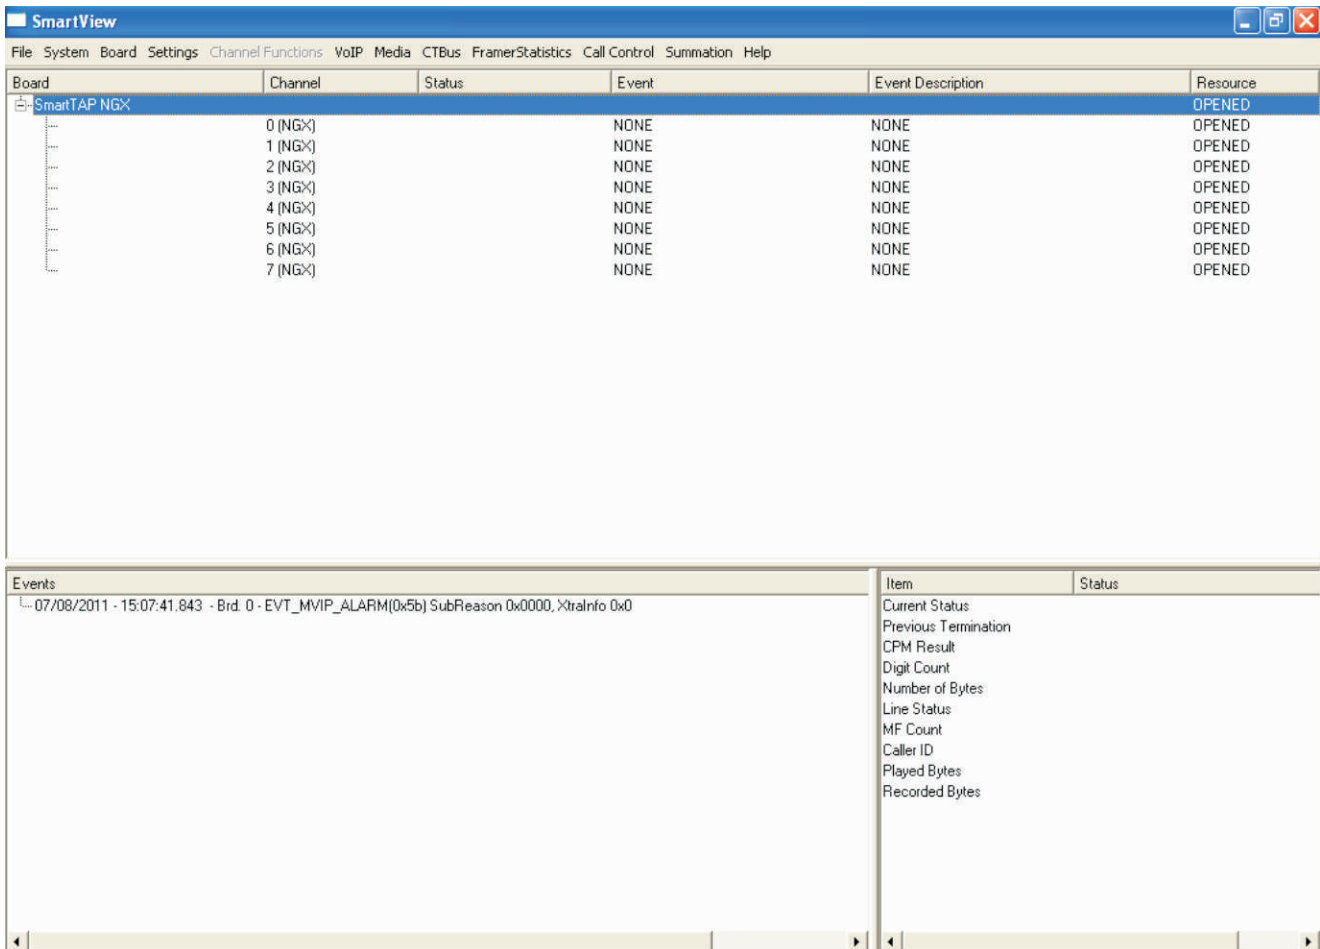 SmartView
File System Board Settings Channel Functions VoIP Media CTBus FramerStatistics Call Control Summation Help
Board Channel Status Event Event Description Resource
SmartTAP NGX OPENED
0 (NGX) NONE NONE OPENED
1 (NGX) NONE NONE OPENED
2 (NGX) NONE NONE OPENED
3 (NGX) NONE NONE OPENED
4 (NGX) NONE NONE OPENED
5 (NGX) NONE NONE OPENED
6 (NGX) NONE NONE OPENED
7 (NGX) NONE NONE OPENED
Events
07/08/2011 - 15:07:41.843 - Brd. 0 - EVT_MVIP_ALARM(0x5b) SubReason 0x0000, XtraInfo 0x0
Item Status
Current Status
Previous Termination
CPM Result
Digit Count
Number of Bytes
Line Status
MF Count
Caller ID
Played Bytes
Recorded Bytes